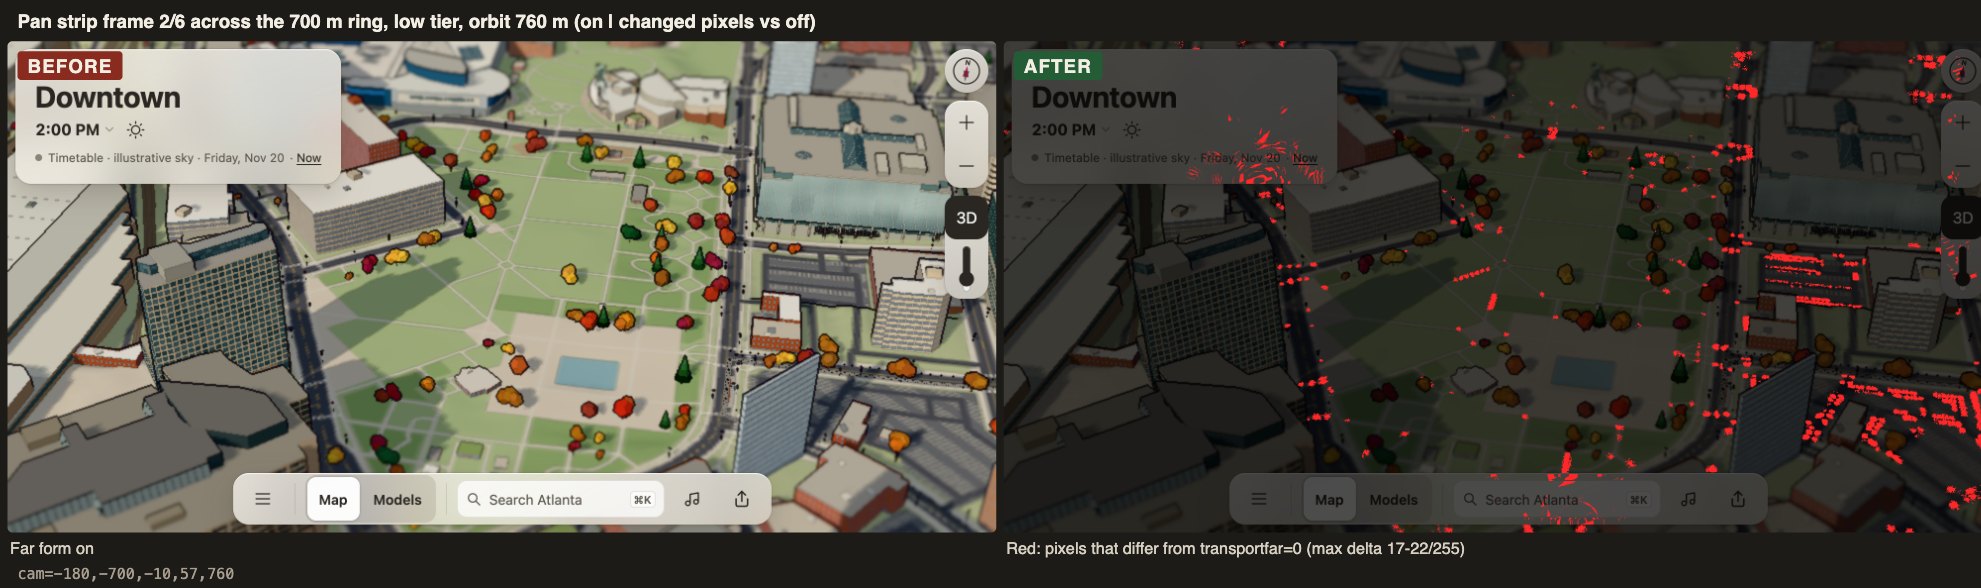 Pan strip frame 2/6 across the 700 m ring, low tier, orbit 760 m (on | changed pixels vs off)
BEFORE
Downtown
2:00 PM
Timetable · illustrative sky · Friday, Nov 20 · Now
N
+
−
3D
Map Models Search Atlanta ⌘K
Far form on
cam=−180,−700,−10,57,760
AFTER
Downtown
2:00 PM
Timetable · illustrative sky · Friday, Nov 20 · Now
+
−
3D
Map Models Search Atlanta ⌘K
Red: pixels that differ from transportfar=0 (max delta 17-22/255)